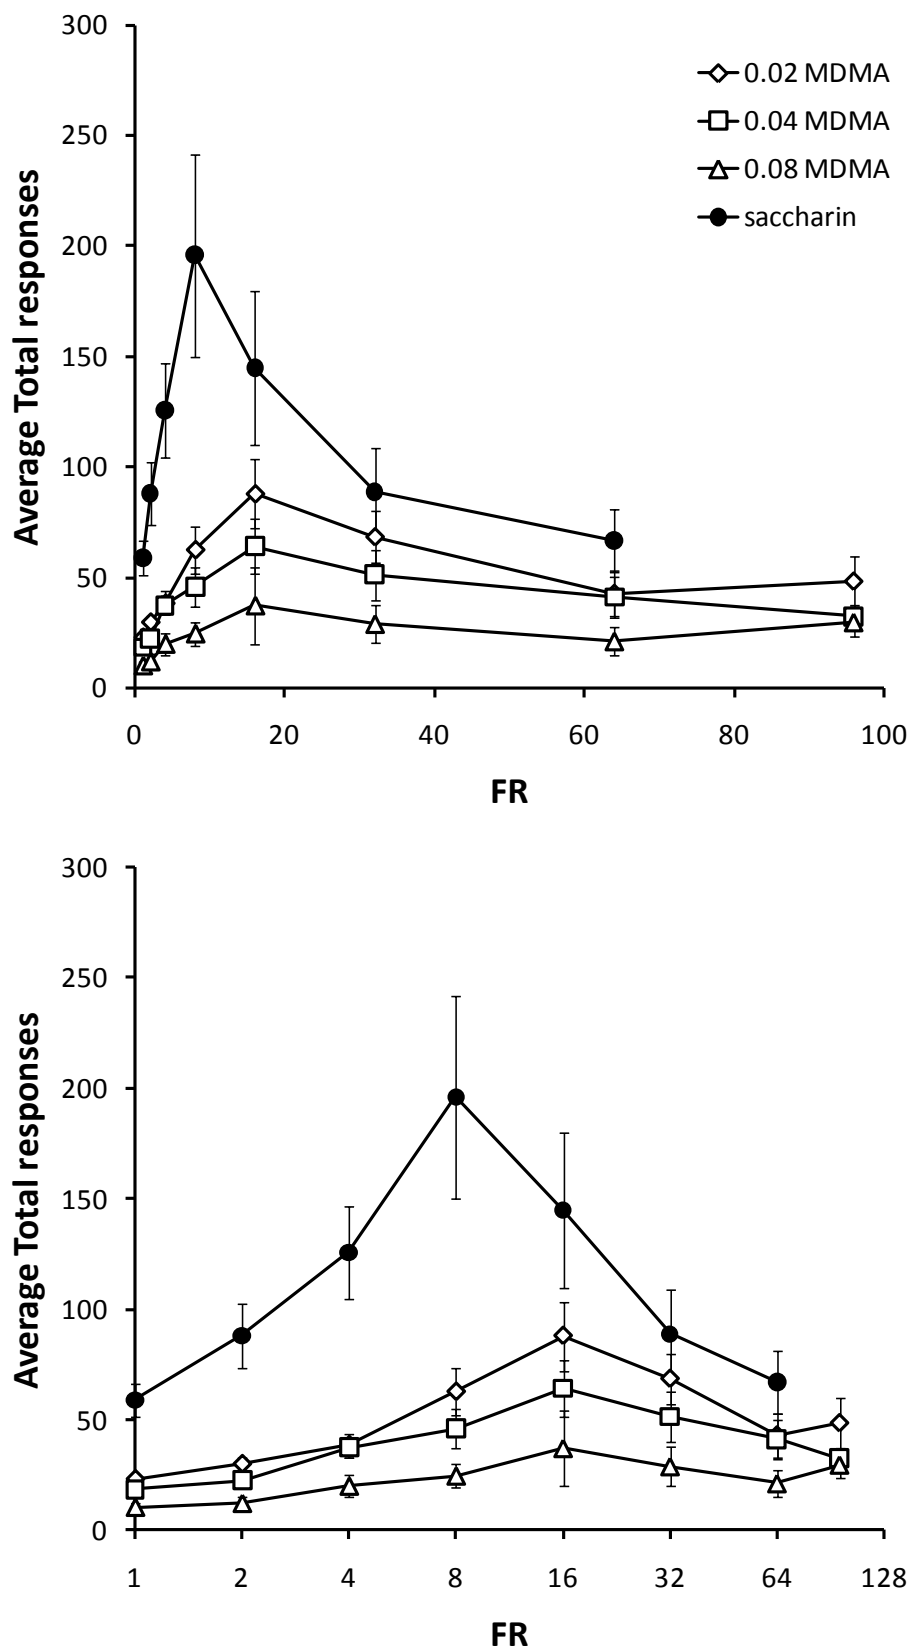 300
250
200
150
100
50
0
Average Total responses
0.02 MDMA
0.04 MDMA
0.08 MDMA
saccharin
0 20 40 60 80 100
FR
300
250
200
150
100
50
0
Average Total responses
1 2 4 8 16 32 64 128
FR